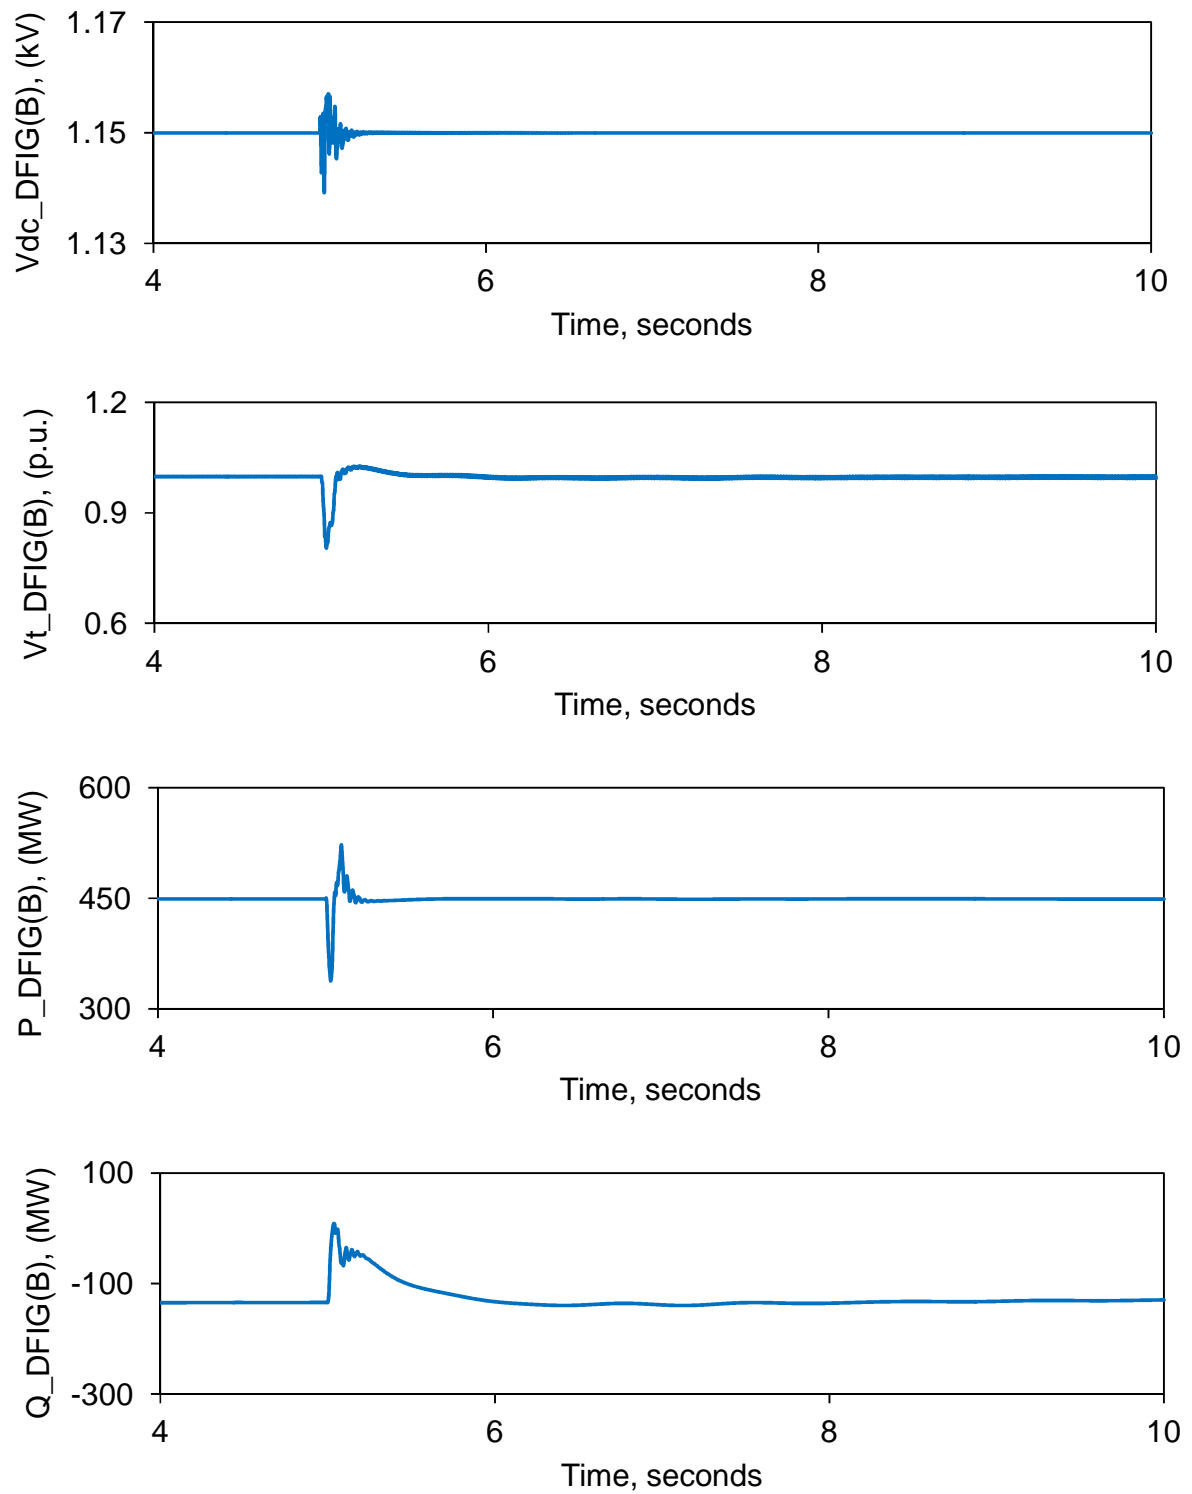 Vdc_DFIG(B), (kV)
1.17
1.15
1.13
4 6 8 10
Time, seconds
Vt_DFIG(B), (p.u.)
1.2
0.9
0.6
4 6 8 10
Time, seconds
P_DFIG(B), (MW)
600
450
300
4 6 8 10
Time, seconds
Q_DFIG(B), (MW)
100
-100
-300
4 6 8 10
Time, seconds